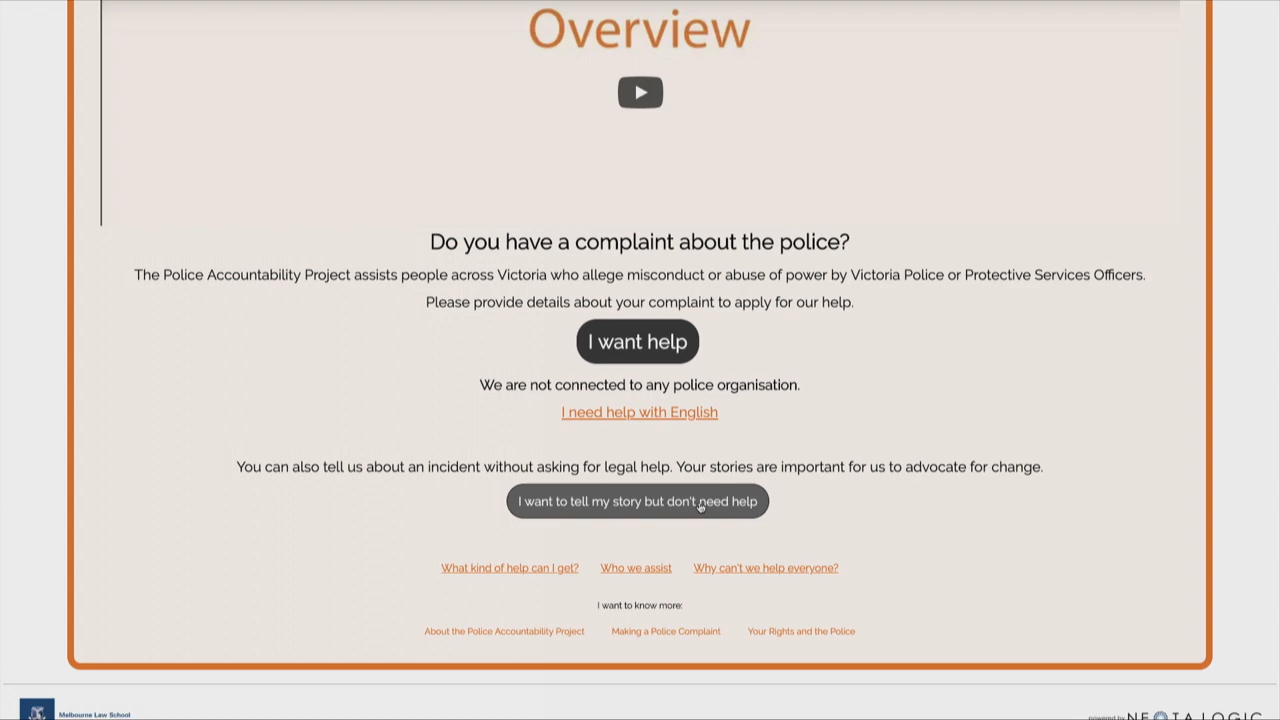 Overview
Do you have a complaint about the police?
The Police Accountability Project assists people across Victoria who allege misconduct or abuse of power by Victoria Police or Protective Services Officers.
Please provide details about your complaint to apply for our help.
I want help
We are not connected to any police organisation.
I need help with English
You can also tell us about an incident without asking for legal help. Your stories are important for us to advocate for change.
I want to tell my story but don't need help
What kind of help can I get? Who we assist Why can't we help everyone?
I want to know more:
About the Police Accountability Project Making a Police Complaint Your Rights and the Police
Melbourne Law School powered by NEOTA LOGIC